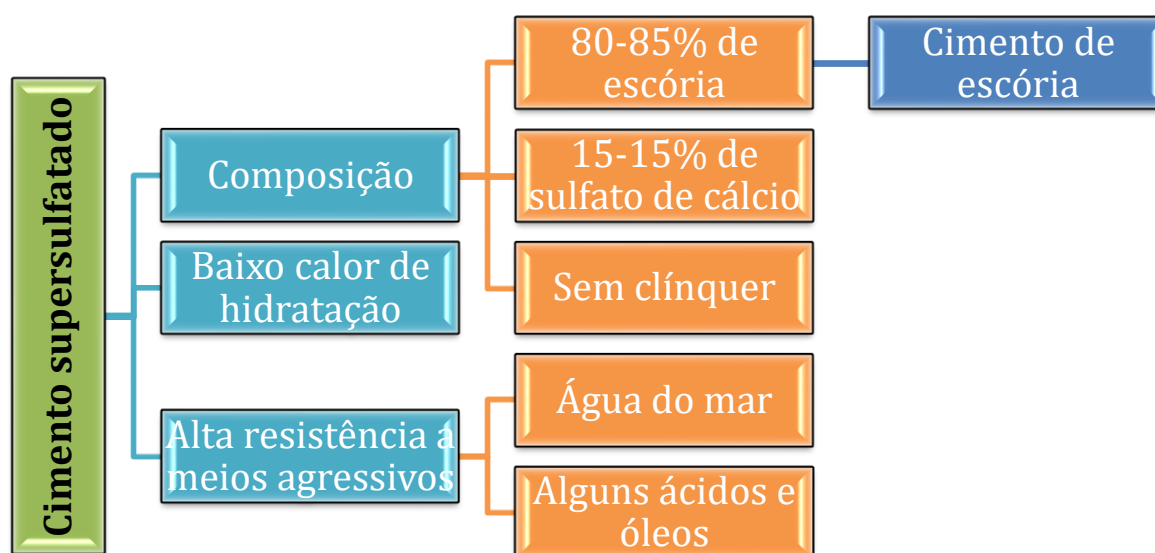 Cimento supersulfatado
Composição
80-85% de
escória
Cimento de
escória
15-15% de
sulfato de cálcio
Sem clínquer
Baixo calor de
hidratação
Alta resistência a
meios agressivos
Água do mar
Alguns ácidos e
óleos